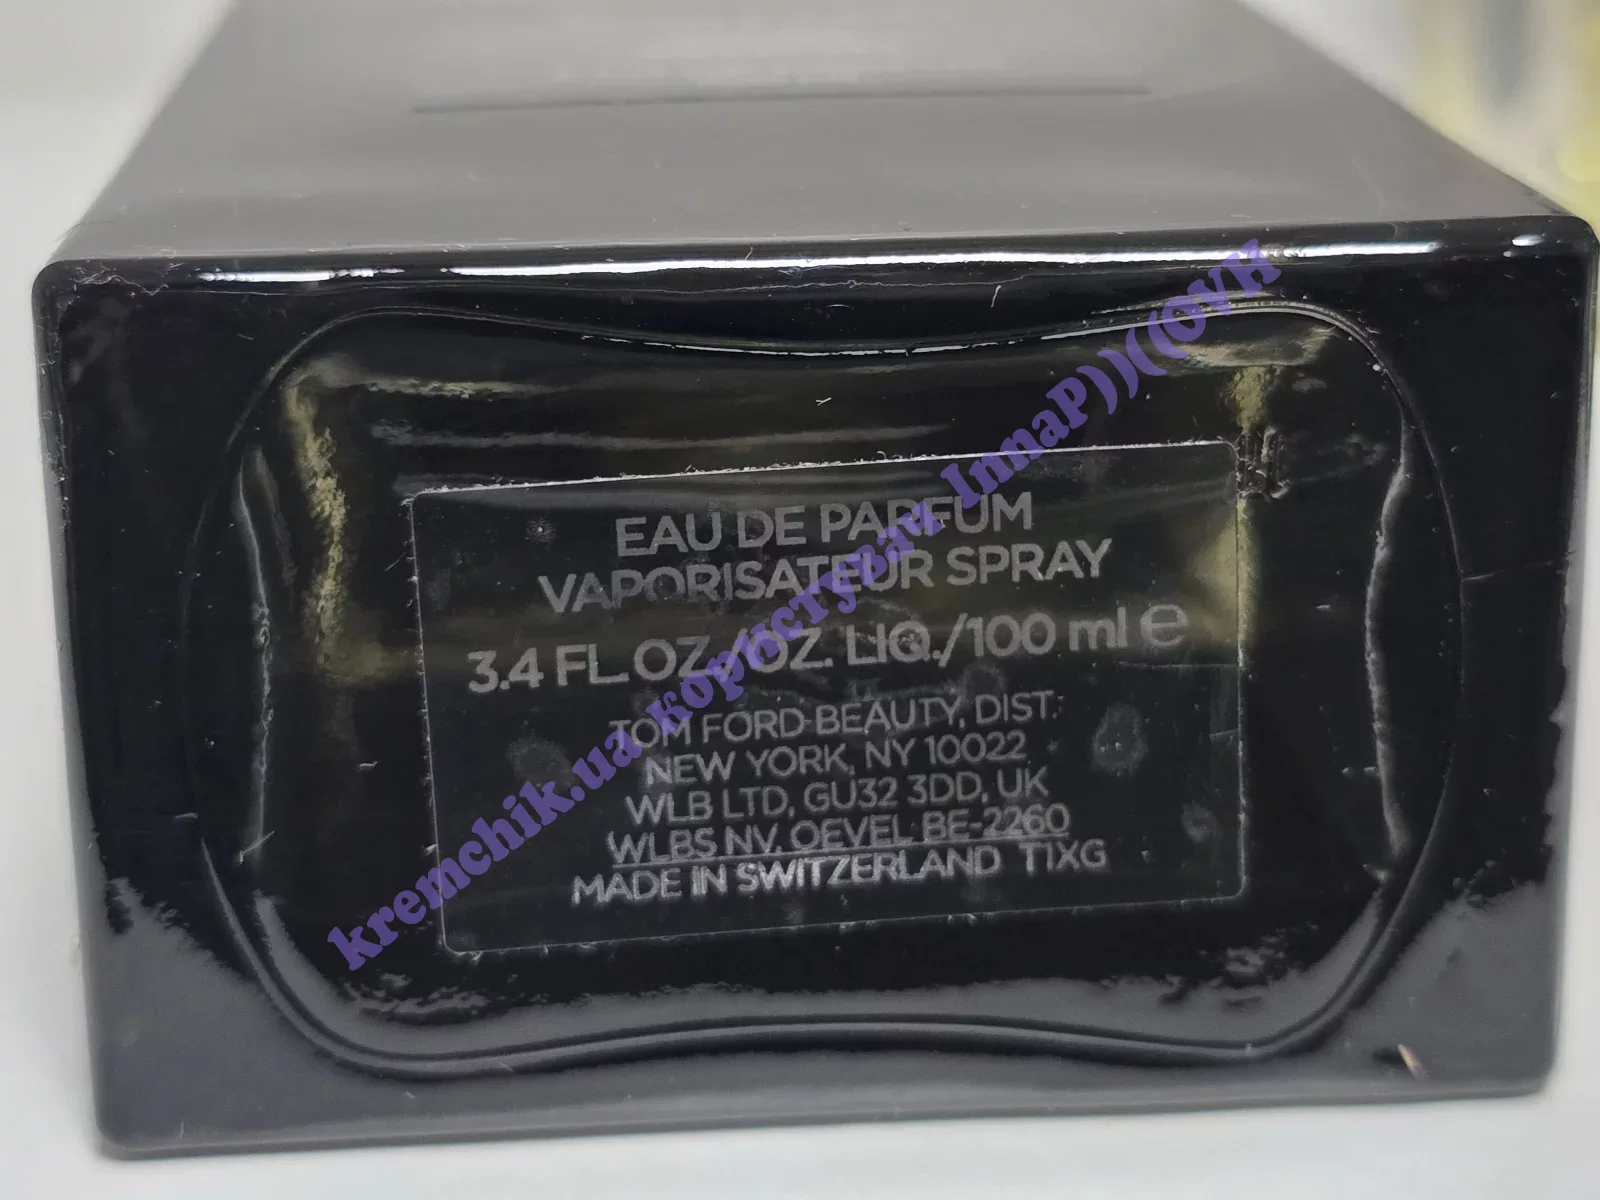 EAU DE PARFUM
VAPORISATEUR SPRAY
3.4 FL.OZ./OZ. LIQ./100 ml e
TOM FORD BEAUTY, DIST.
NEW YORK, NY 10022
WLB LTD, GU32 3DD, UK
WLBS NV, OEVEL BE-2260
MADE IN SWITZERLAND T1XG
kremchik.ua користувач InnaP))((OVK